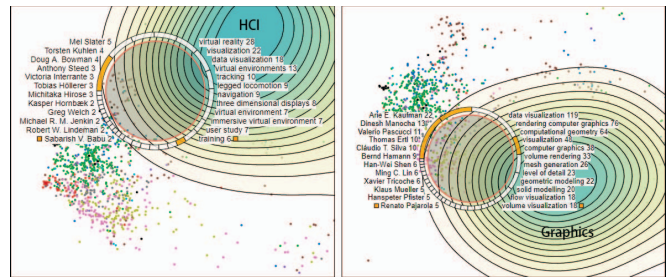 HCI
Mel Slater 5
Torsten Kuhlen 4
Doug A. Bowman 4
Anthony Steed 3
Victoria Interrante 3
Tobias Höllerer 3
Michitaka Hirose 3
Kasper Hornbæk 2
Greg Welch 2
Michael R. M. Jenkin 2
Robert W. Lindeman 2
Sabarish V. Babu 2
virtual reality 28
visualization 22
data visualization 18
virtual environments 13
tracking 10
legged locomotion 9
navigation 9
three dimensional displays 8
virtual environment 7
immersive virtual environment 7
user study 7
training 6
Arie E. Kaufman 22
Dinesh Manocha 13
Valerio Pascucci 11
Thomas Ertl 10
Cláudio T. Silva 10
Bernd Hamann 9
Han-Wei Shen 6
Ming C. Lin 6
Xavier Tricoche 6
Klaus Mueller 5
Hanspeter Pfister 5
Renato Pajarola 5
data visualization 119
rendering computer graphics 76
computational geometry 64
visualization 48
computer graphics 38
volume rendering 33
mesh generation 26
level of detail 23
geometric modeling 22
solid modelling 20
flow visualization 18
volume visualization 18
Graphics